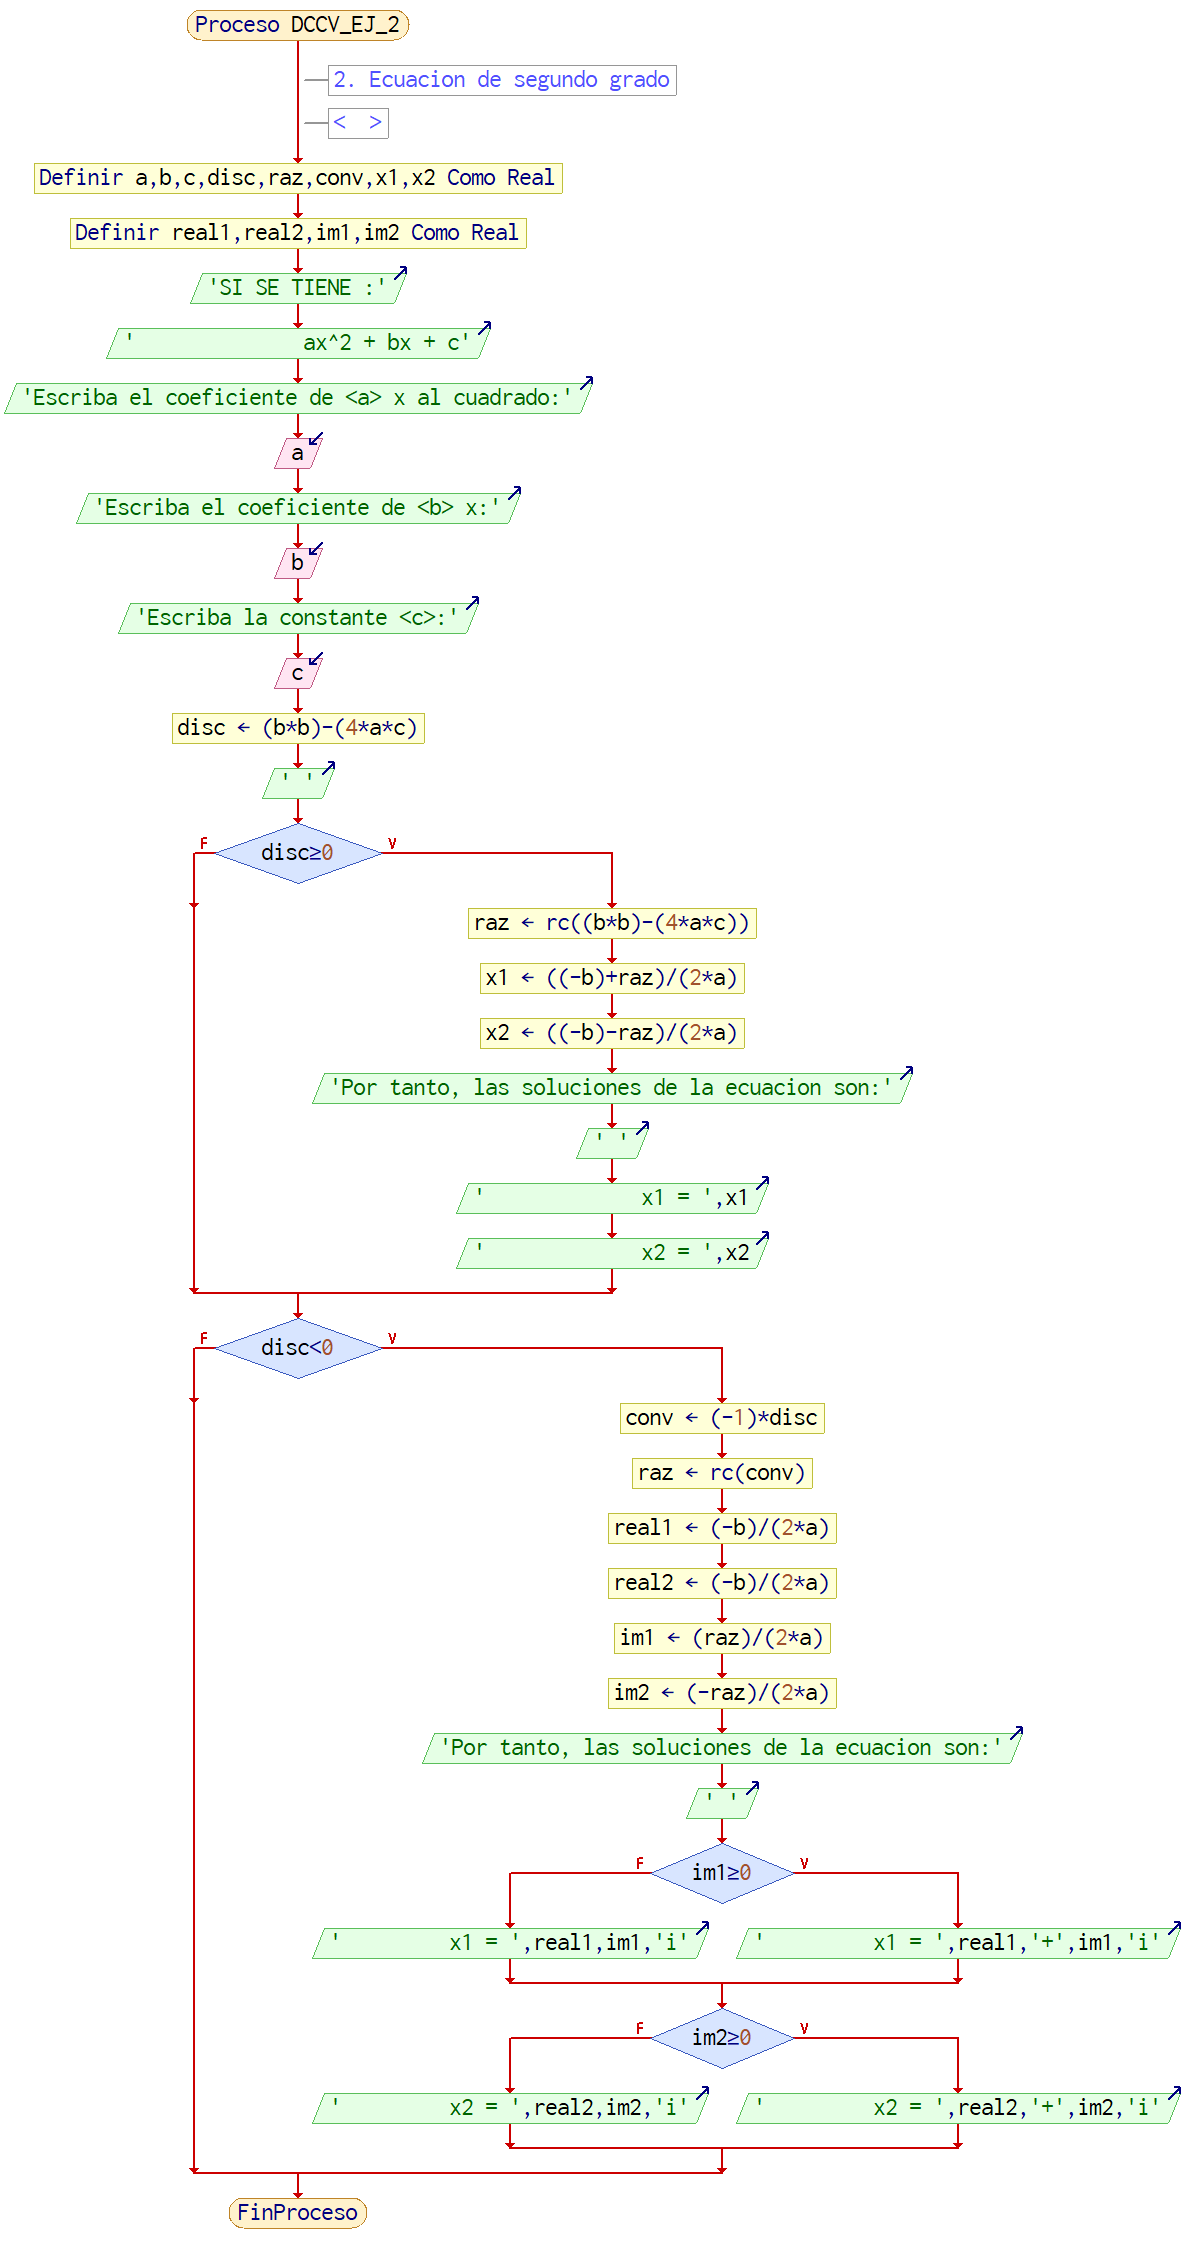 Proceso DCCV_EJ_2
2. Ecuacion de segundo grado
<  >
Definir a,b,c,disc,raz,conv,x1,x2 Como Real
Definir real1,real2,im1,im2 Como Real
'SI SE TIENE :'
'              ax^2 + bx + c'
'Escriba el coeficiente de <a> x al cuadrado:'
a
'Escriba el coeficiente de <b> x:'
b
'Escriba la constante <c>:'
c
disc ← (b*b)-(4*a*c)
' '
F disc≥0 V
raz ← rc((b*b)-(4*a*c))
x1 ← ((-b)+raz)/(2*a)
x2 ← ((-b)-raz)/(2*a)
'Por tanto, las soluciones de la ecuacion son:'
' '
'             x1 = ',x1
'             x2 = ',x2
F disc<0 V
conv ← (-1)*disc
raz ← rc(conv)
real1 ← (-b)/(2*a)
real2 ← (-b)/(2*a)
im1 ← (raz)/(2*a)
im2 ← (-raz)/(2*a)
'Por tanto, las soluciones de la ecuacion son:'
' '
F im1≥0 V
'         x1 = ',real1,im1,'i'
'         x1 = ',real1,'+',im1,'i'
F im2≥0 V
'         x2 = ',real2,im2,'i'
'         x2 = ',real2,'+',im2,'i'
FinProceso